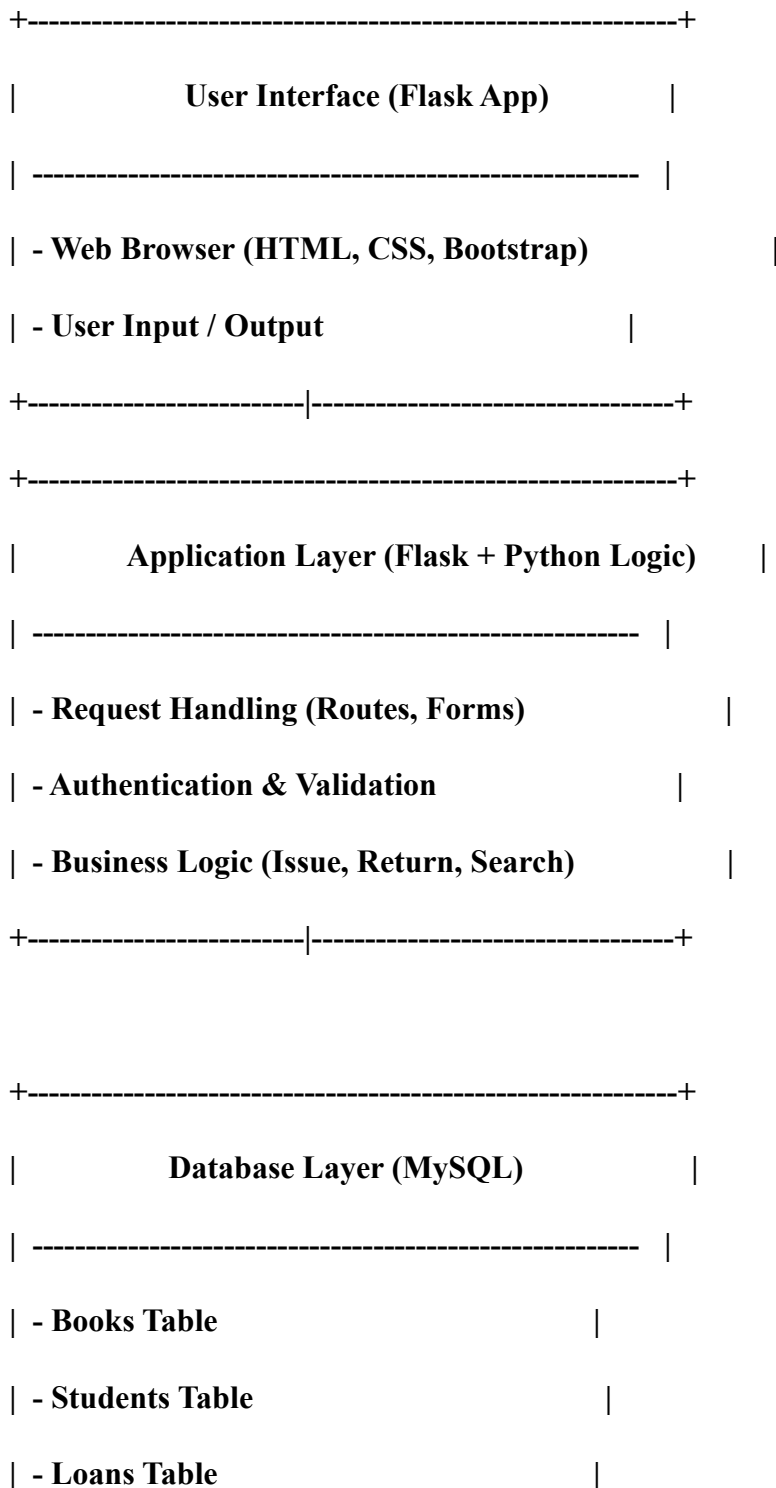 +--------------------------------------------------------------+
| User Interface (Flask App) |
| --------------------------------------------------------- |
| - Web Browser (HTML, CSS, Bootstrap) |
| - User Input / Output |
+--------------------------|----------------------------------+
+--------------------------------------------------------------+
| Application Layer (Flask + Python Logic) |
| --------------------------------------------------------- |
| - Request Handling (Routes, Forms) |
| - Authentication & Validation |
| - Business Logic (Issue, Return, Search) |
+--------------------------|----------------------------------+
+--------------------------------------------------------------+
| Database Layer (MySQL) |
| --------------------------------------------------------- |
| - Books Table |
| - Students Table |
| - Loans Table |